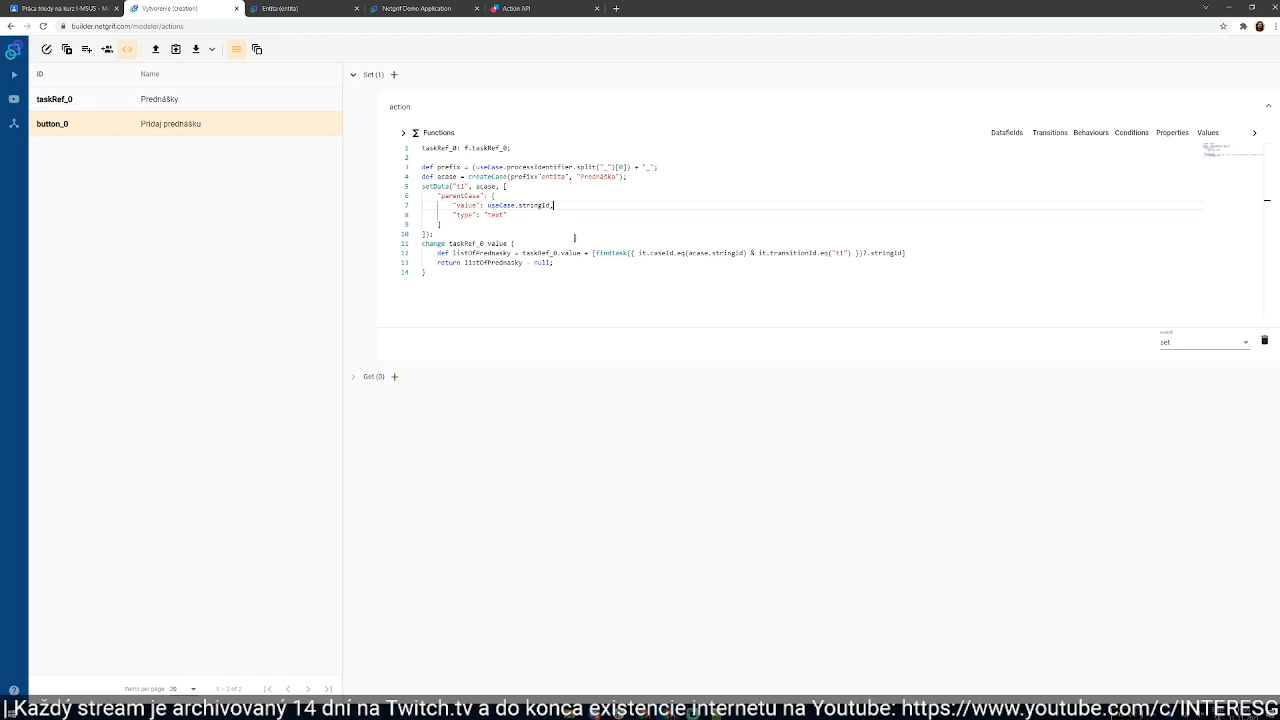 Práca triedy na kurz I-MSUS - M
Vytvorenie (creation)
Entita (entita)
Netgrif Demo Application
Action API
builder.netgrif.com/modeler/actions
ID Name
taskRef_0 Prednášky
button_0 Pridaj prednášku
Set (1)
action
Functions Datafields Transitions Behaviours Conditions Properties Values
1 taskRef_0: f.taskRef_0;
2
3 def prefix = (useCase.processIdentifier.split("_")[0]) + "_";
4 def acase = createCase(prefix+"entita", "Prednáška");
5 setData("t1", acase, [
6 "parentCase": [
7 "value": useCase.stringId,
8 "type": "text"
9 ]
10 ]);
11 change taskRef_0 value {
12 def listOfPrednasky = taskRef_0.value + [findTask({ it.caseId.eq(acase.stringId) & it.transitionId.eq("t1") })?.stringId]
13 return listOfPrednasky - null;
14 }
event
set
Get (0)
Items per page 20 1 – 2 of 2
| Každý stream je archivovaný 14 dní na Twitch.tv a do konca existencie internetu na Youtube: https://www.youtube.com/c/INTERESG